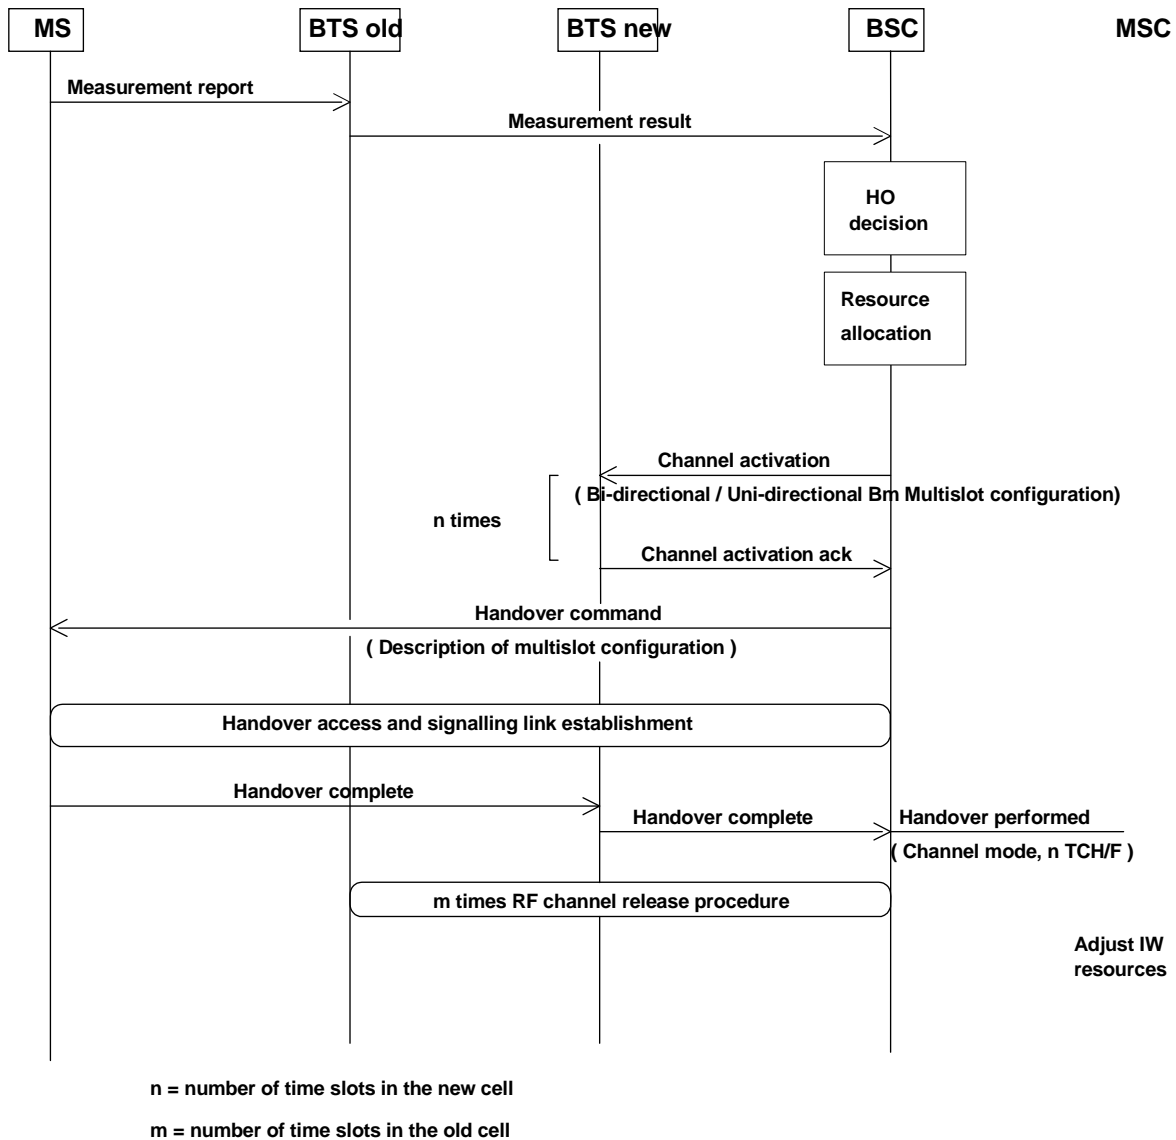 MS
BTS old
BTS new
BSC
MSC
Measurement report
Measurement result
HO
decision
Resource
allocation
Channel activation
( Bi-directional / Uni-directional Bm Multislot configuration)
n times
Channel activation ack
Handover command
( Description of multislot configuration )
Handover access and signalling link establishment
Handover complete
Handover complete
Handover performed
( Channel mode, n TCH/F )
m times RF channel release procedure
Adjust IW
resources
n = number of time slots in the new cell
m = number of time slots in the old cell